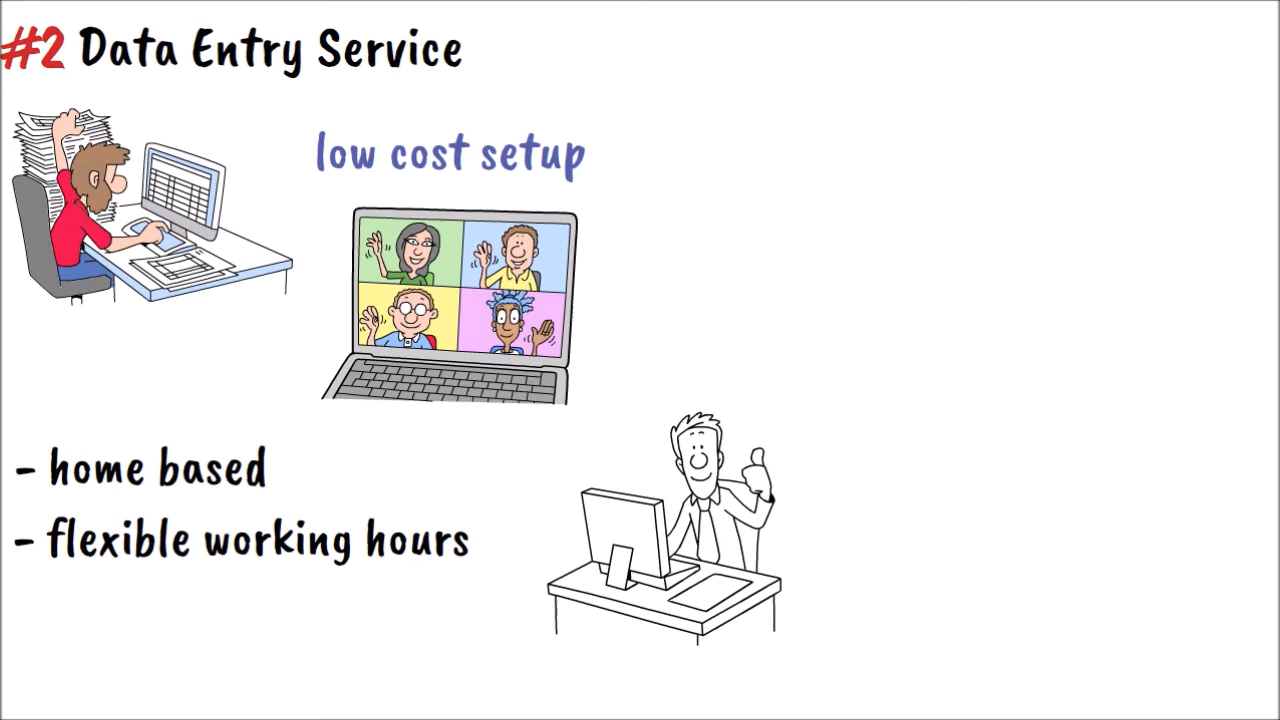 #2 Data Entry Service
low cost setup
- home based
- flexible working hours